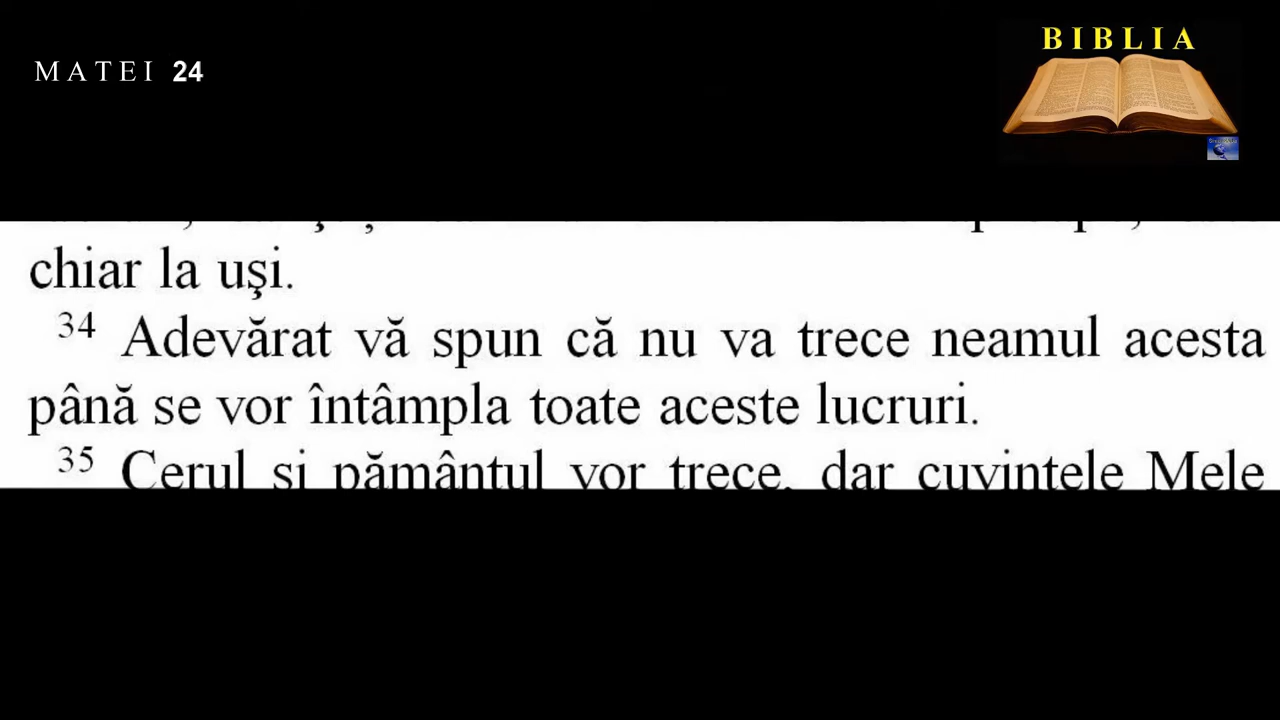 BIBLIA
MATEI 24
chiar la uşi.
34 Adevărat vă spun că nu va trece neamul acesta
până se vor întâmpla toate aceste lucruri.
35 Cerul şi pământul vor trece, dar cuvintele Mele